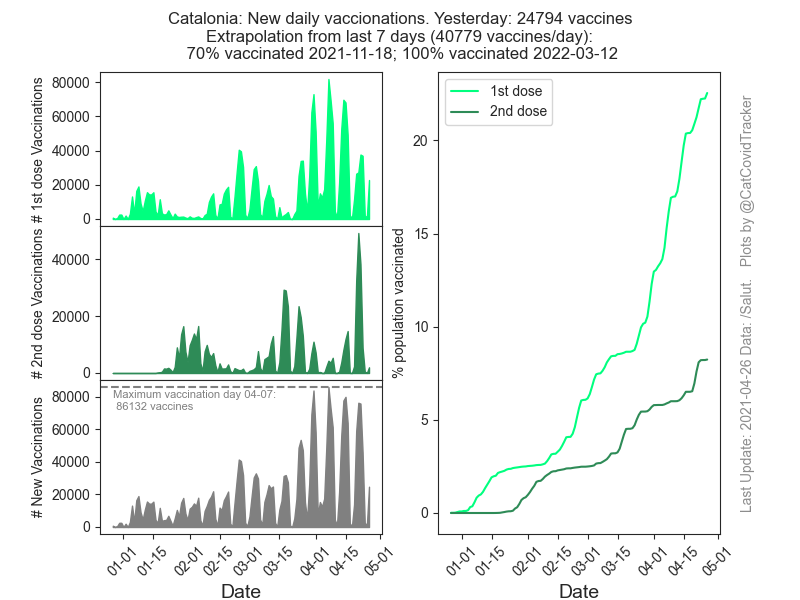 Catalonia: New daily vaccionations. Yesterday: 24794 vaccines
Extrapolation from last 7 days (40779 vaccines/day):
70% vaccinated 2021-11-18; 100% vaccinated 2022-03-12
# 1st dose Vaccinations
80000
60000
40000
20000
0
# 2nd dose Vaccinations
40000
20000
0
# New Vaccinations
80000
60000
40000
20000
0
Maximum vaccination day 04-07:
86132 vaccines
01-01
01-15
02-01
02-15
03-01
03-15
04-01
04-15
05-01
Date
1st dose
2nd dose
% population vaccinated
20
15
10
5
0
01-01
01-15
02-01
02-15
03-01
03-15
04-01
04-15
05-01
Date
Last Update: 2021-04-26 Data: /Salut. Plots by @CatCovidTracker